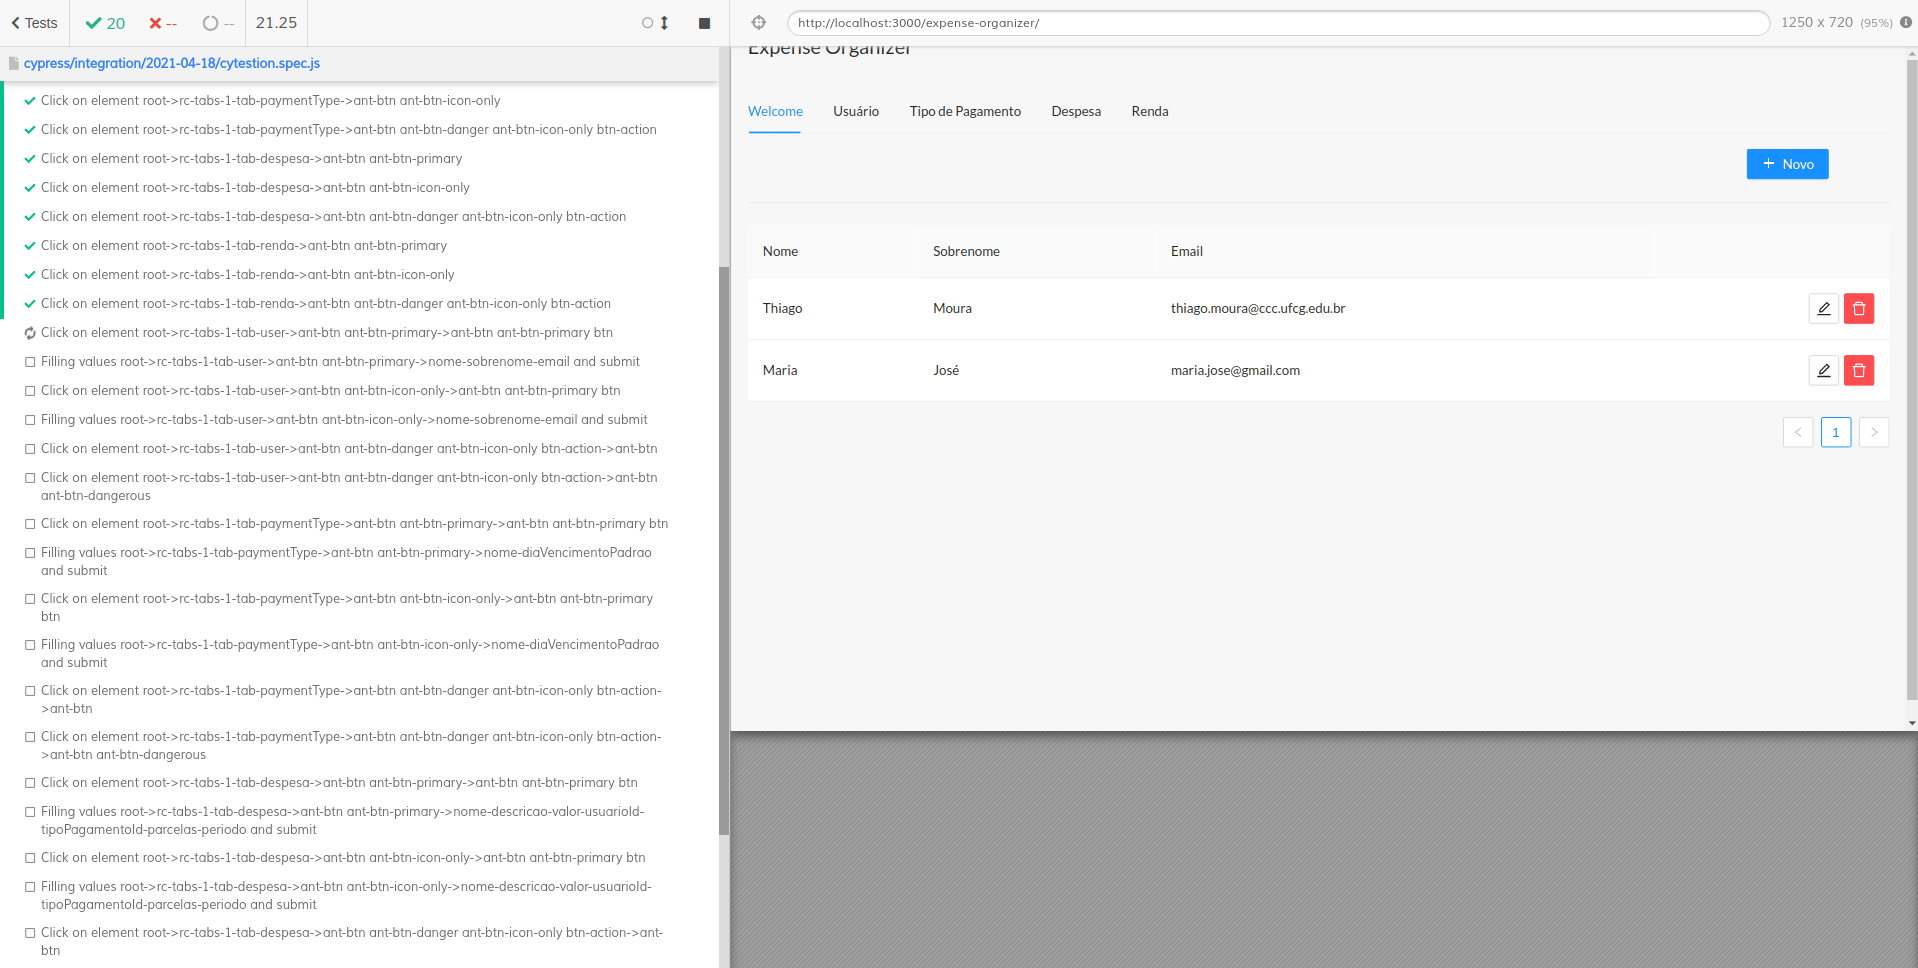 Tests
20
--
--
21.25
cypress/integration/2021-04-18/cytestion.spec.js
Click on element root->rc-tabs-1-tab-paymentType->ant-btn ant-btn-icon-only
Click on element root->rc-tabs-1-tab-paymentType->ant-btn ant-btn-danger ant-btn-icon-only btn-action
Click on element root->rc-tabs-1-tab-despesa->ant-btn ant-btn-primary
Click on element root->rc-tabs-1-tab-despesa->ant-btn ant-btn-icon-only
Click on element root->rc-tabs-1-tab-despesa->ant-btn ant-btn-danger ant-btn-icon-only btn-action
Click on element root->rc-tabs-1-tab-renda->ant-btn ant-btn-primary
Click on element root->rc-tabs-1-tab-renda->ant-btn ant-btn-icon-only
Click on element root->rc-tabs-1-tab-renda->ant-btn ant-btn-danger ant-btn-icon-only btn-action
Click on element root->rc-tabs-1-tab-user->ant-btn ant-btn-primary->ant-btn ant-btn-primary btn
Filling values root->rc-tabs-1-tab-user->ant-btn ant-btn-primary->nome-sobrenome-email and submit
Click on element root->rc-tabs-1-tab-user->ant-btn ant-btn-icon-only->ant-btn ant-btn-primary btn
Filling values root->rc-tabs-1-tab-user->ant-btn ant-btn-icon-only->nome-sobrenome-email and submit
Click on element root->rc-tabs-1-tab-user->ant-btn ant-btn-danger ant-btn-icon-only btn-action->ant-btn
Click on element root->rc-tabs-1-tab-user->ant-btn ant-btn-danger ant-btn-icon-only btn-action->ant-btn
ant-btn-dangerous
Click on element root->rc-tabs-1-tab-paymentType->ant-btn ant-btn-primary->ant-btn ant-btn-primary btn
Filling values root->rc-tabs-1-tab-paymentType->ant-btn ant-btn-primary->nome-diaVencimentoPadrao
and submit
Click on element root->rc-tabs-1-tab-paymentType->ant-btn ant-btn-icon-only->ant-btn ant-btn-primary
btn
Filling values root->rc-tabs-1-tab-paymentType->ant-btn ant-btn-icon-only->nome-diaVencimentoPadrao
and submit
Click on element root->rc-tabs-1-tab-paymentType->ant-btn ant-btn-danger ant-btn-icon-only btn-action-
>ant-btn
Click on element root->rc-tabs-1-tab-paymentType->ant-btn ant-btn-danger ant-btn-icon-only btn-action-
>ant-btn ant-btn-dangerous
Click on element root->rc-tabs-1-tab-despesa->ant-btn ant-btn-primary->ant-btn ant-btn-primary btn
Filling values root->rc-tabs-1-tab-despesa->ant-btn ant-btn-primary->nome-descricao-valor-usuarioId-
tipoPagamentoId-parcelas-periodo and submit
Click on element root->rc-tabs-1-tab-despesa->ant-btn ant-btn-icon-only->ant-btn ant-btn-primary btn
Filling values root->rc-tabs-1-tab-despesa->ant-btn ant-btn-icon-only->nome-descricao-valor-usuarioId-
tipoPagamentoId-parcelas-periodo and submit
Click on element root->rc-tabs-1-tab-despesa->ant-btn ant-btn-danger ant-btn-icon-only btn-action->ant-
btn
http://localhost:3000/expense-organizer/
1250 x 720 (95%)
Expense Organizer
Welcome Usuário Tipo de Pagamento Despesa Renda
+ Novo
Nome Sobrenome Email
Thiago Moura thiago.moura@ccc.ufcg.edu.br
Maria José maria.jose@gmail.com
< 1 >